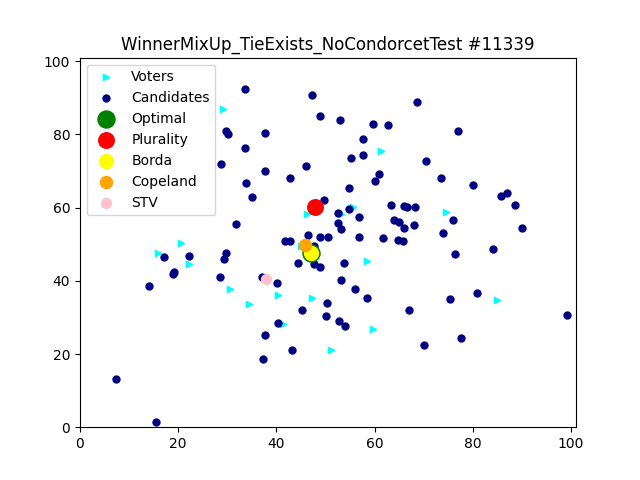 WinnerMixUp_TieExists_NoCondorcetTest #11339
Voters
Candidates
Optimal
Plurality
Borda
Copeland
STV
100
80
60
40
20
0
0 20 40 60 80 100